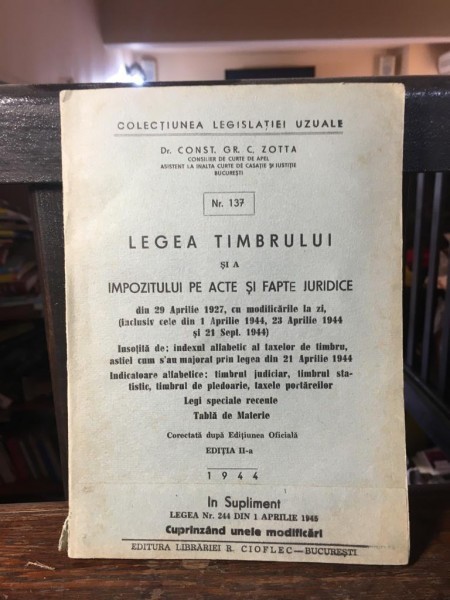 COLECȚIUNEA LEGISLAȚIEI UZUALE
Dr. CONST. GR. C. ZOTTA
CONSILIER DE CURTE DE APEL
ASISTENT LA INALTA CURTE DE CASAȚIE ȘI JUSTIȚIE
BUCUREȘTI
Nr. 137
LEGEA TIMBRULUI
ȘI A
IMPOZITULUI PE ACTE ȘI FAPTE JURIDICE
din 29 Aprilie 1927, cu modificările la zi,
(inclusiv cele din 1 Aprilie 1944, 23 Aprilie 1944
și 21 Sept. 1944)
Insoțită de: indexul alfabetic al taxelor de timbru,
astfel cum s'au majorat prin legea din 21 Aprilie 1944
Indicatoare alfabetice: timbrul judiciar, timbrul sta-
tistic, timbrul de pledoarie, taxele portăreilor
Legi speciale recente
Tablă de Materie
Corectată după Edițiunea Oficială
EDIȚIA II-a
1944
In Supliment
LEGEA Nr. 244 DIN 1 APRILIE 1945
Cuprinzând unele modificări
EDITURA LIBRĂRIEI R. CIOFLEC—BUCUREȘTI